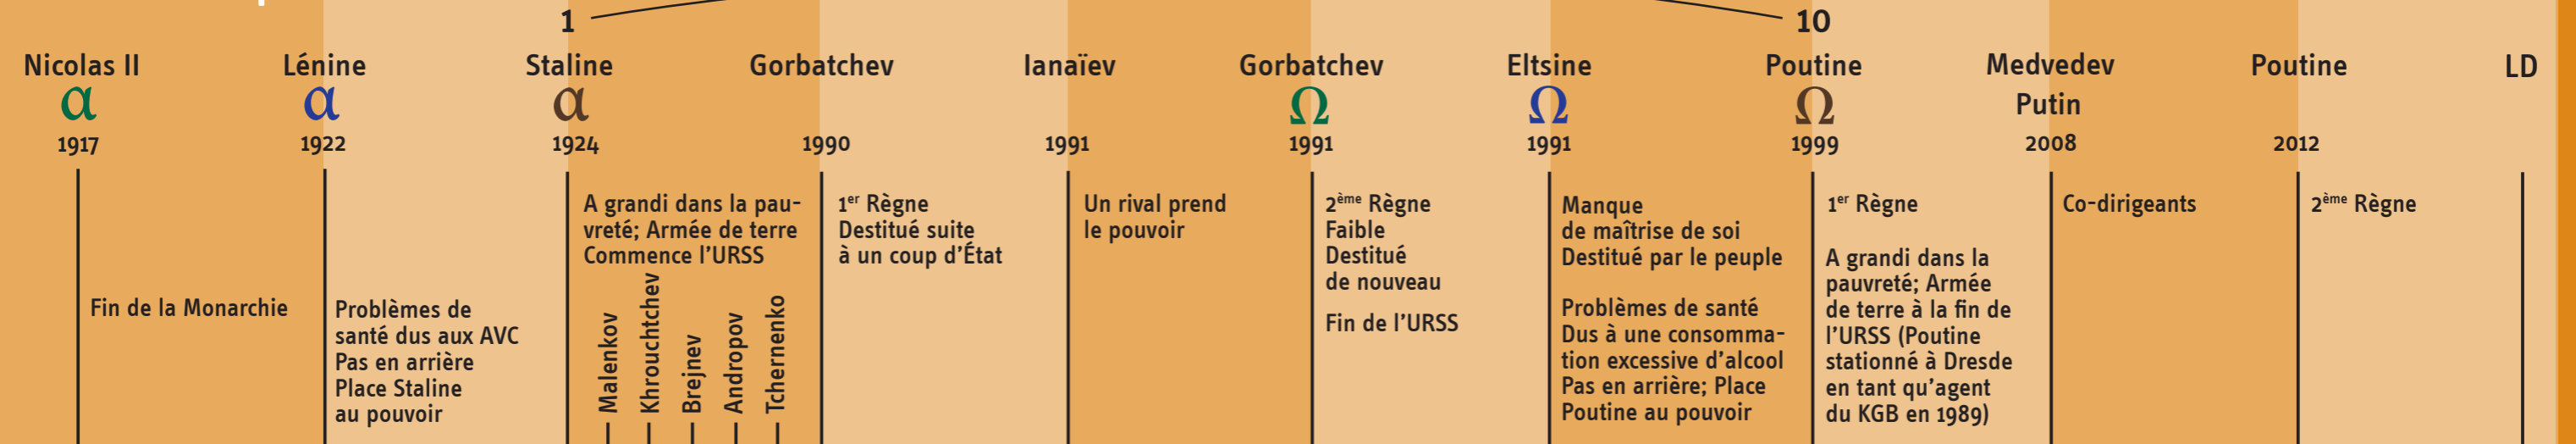 1
10
Nicolas II
Lénine
Staline
Gorbatchev
Ianaïev
Gorbatchev
Eltsine
Poutine
Medvedev
Poutine
LD
α
α
α
Ω
Ω
Ω
Putin
1917
1922
1924
1990
1991
1991
1991
1999
2008
2012
Fin de la Monarchie
Problèmes de
santé dus aux AVC
Pas en arrière
Place Staline
au pouvoir
A grandi dans la pau-
vreté; Armée de terre
Commence l'URSS
Malenkov
Khrouchtchev
Brejnev
Andropov
Tchernenko
1er Règne
Destitué suite
à un coup d'État
Un rival prend
le pouvoir
2ème Règne
Faible
Destitué
de nouveau
Fin de l'URSS
Manque
de maîtrise de soi
Destitué par le peuple
Problèmes de santé
Dus à une consomma-
tion excessive d'alcool
Pas en arrière; Place
Poutine au pouvoir
1er Règne
A grandi dans la
pauvreté; Armée
de terre à la fin de
l'URSS (Poutine
stationné à Dresde
en tant qu'agent
du KGB en 1989)
Co-dirigeants
2ème Règne